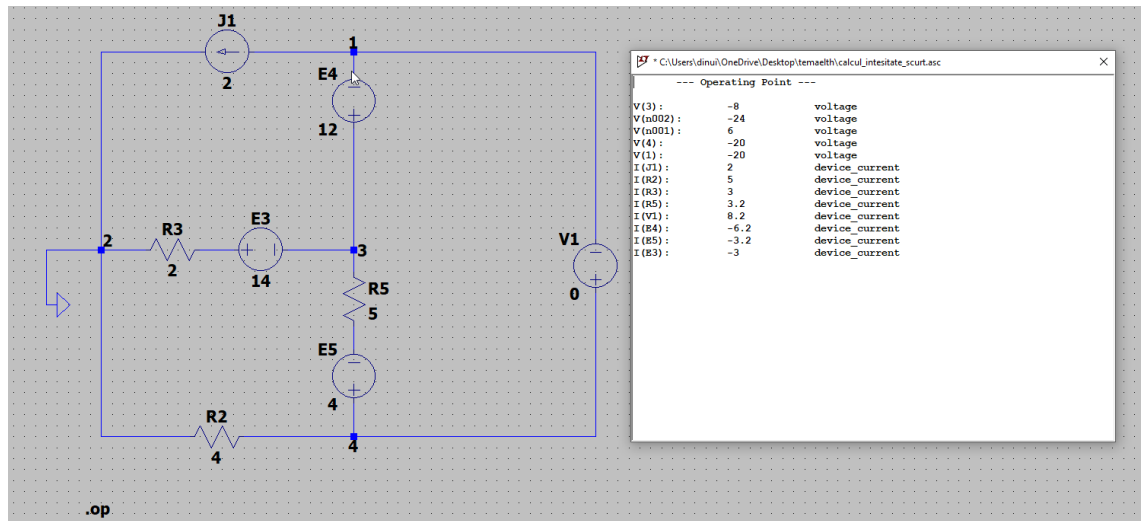 J1
2
1
E4
12
2
R3
2
E3
14
3
V1
0
R5
5
E5
4
R2
4
4
.op
* C:\Users\dinui\OneDrive\Desktop\temaelth\calcul_intesitate_scurt.asc
--- Operating Point ---
V(3): -8 voltage
V(n002): -24 voltage
V(n001): 6 voltage
V(4): -20 voltage
V(1): -20 voltage
I(J1): 2 device_current
I(R2): 5 device_current
I(R3): 3 device_current
I(R5): 3.2 device_current
I(V1): 8.2 device_current
I(E4): -6.2 device_current
I(E5): -3.2 device_current
I(E3): -3 device_current